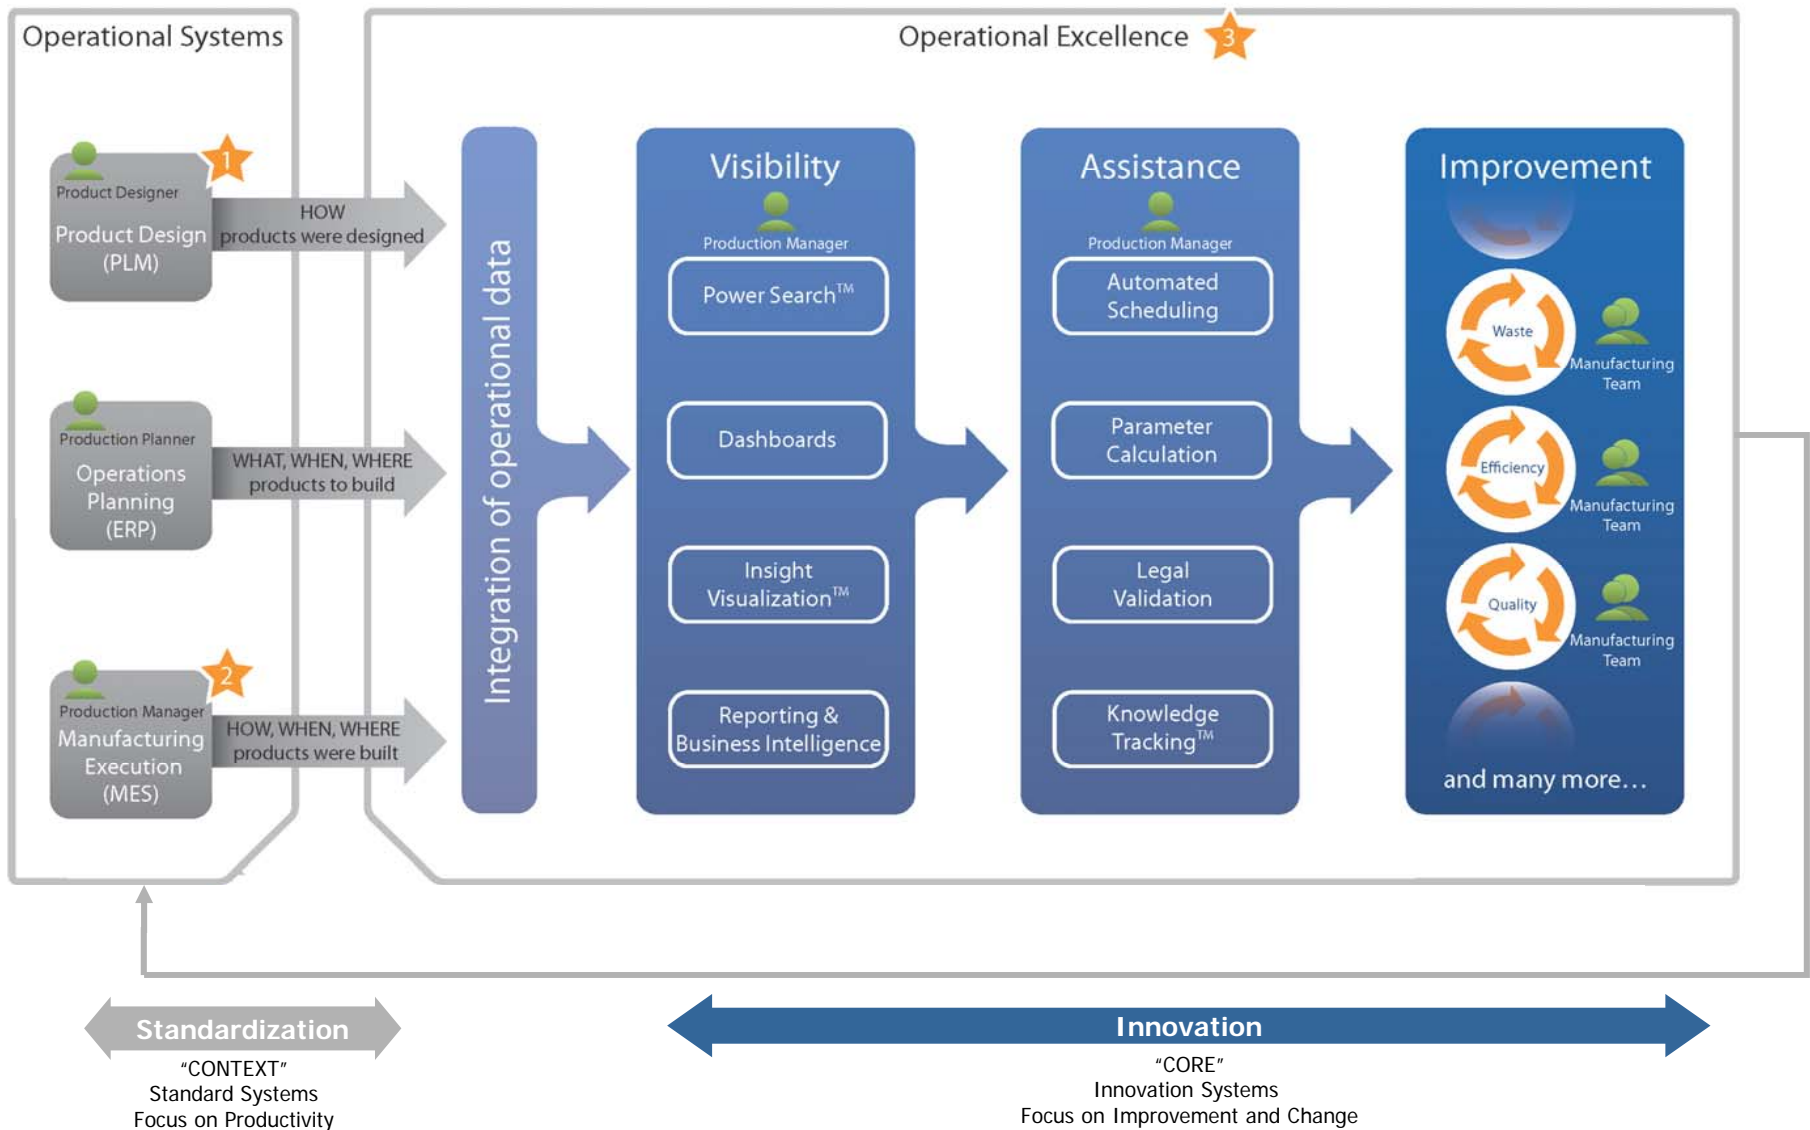 Operational Systems
Operational Excellence
3
1
Product Designer
Product Design
(PLM)
HOW
products were designed
Production Planner
Operations
Planning
(ERP)
WHAT, WHEN, WHERE
products to build
2
Production Manager
Manufacturing
Execution
(MES)
HOW, WHEN, WHERE
products were built
Integration of operational data
Visibility
Production Manager
Power Search™
Dashboards
Insight
Visualization™
Reporting &
Business Intelligence
Assistance
Production Manager
Automated
Scheduling
Parameter
Calculation
Legal
Validation
Knowledge
Tracking™
Improvement
Waste
Manufacturing
Team
Efficiency
Manufacturing
Team
Quality
Manufacturing
Team
and many more...
Standardization
"CONTEXT"
Standard Systems
Focus on Productivity
Innovation
"CORE"
Innovation Systems
Focus on Improvement and Change